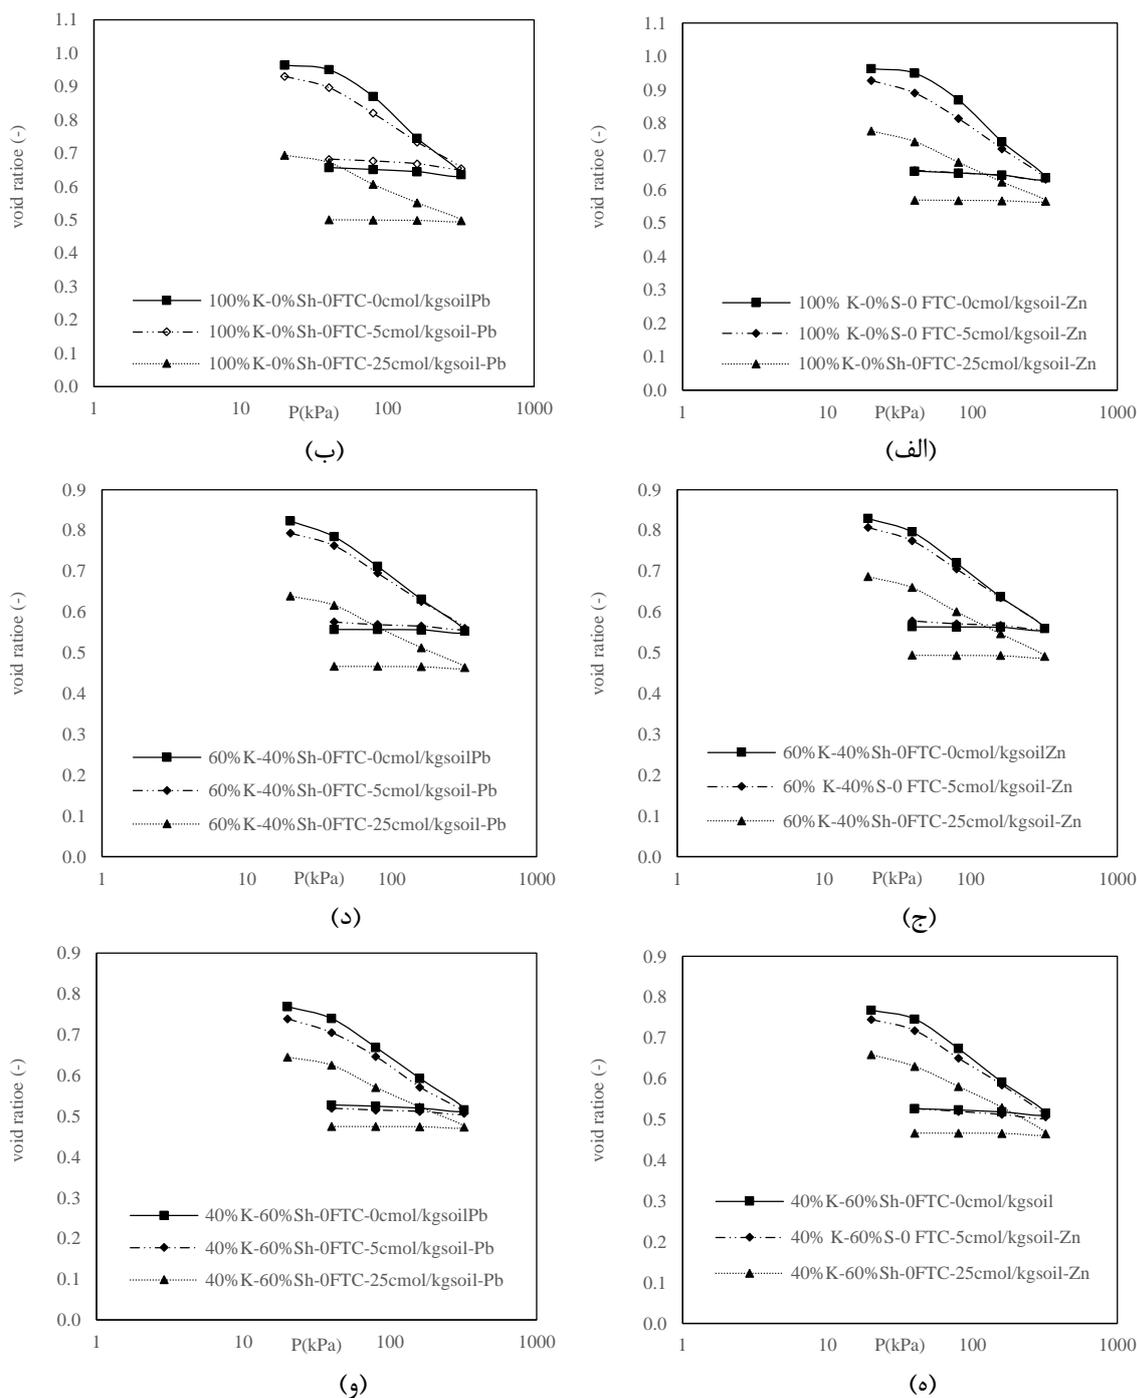 1.1
1.0
0.9
0.8
0.7
0.6
0.5
0.4
0.3
0.2
0.1
0.0
void ratioe (-)
100%K-0%Sh-0FTC-0cmol/kgsoilPb
100%K-0%Sh-0FTC-5cmol/kgsoil-Pb
100%K-0%Sh-0FTC-25cmol/kgsoil-Pb
1 10 100 1000
P(kPa)
(ب)
1.1
1.0
0.9
0.8
0.7
0.6
0.5
0.4
0.3
0.2
0.1
0.0
void ratioe (-)
100% K-0%S-0 FTC-0cmol/kgsoil-Zn
100% K-0%S-0 FTC-5cmol/kgsoil-Zn
100%K-0%Sh-0FTC-25cmol/kgsoil-Zn
1 10 100 1000
P(kPa)
(الف)
0.9
0.8
0.7
0.6
0.5
0.4
0.3
0.2
0.1
0.0
void ratioe (-)
60%K-40%Sh-0FTC-0cmol/kgsoilPb
60%K-40%Sh-0FTC-5cmol/kgsoil-Pb
60%K-40%Sh-0FTC-25cmol/kgsoil-Pb
1 10 100 1000
P(kPa)
(د)
0.9
0.8
0.7
0.6
0.5
0.4
0.3
0.2
0.1
0.0
void ratioe (-)
60%K-40%Sh-0FTC-0cmol/kgsoilZn
60% K-40%S-0 FTC-5cmol/kgsoil-Zn
60%K-40%Sh-0FTC-25cmol/kgsoil-Zn
1 10 100 1000
P(kPa)
(ج)
0.9
0.8
0.7
0.6
0.5
0.4
0.3
0.2
0.1
0.0
void ratioe (-)
40%K-60%Sh-0FTC-0cmol/kgsoilPb
40%K-60%Sh-0FTC-5cmol/kgsoil-Pb
40%K-60%Sh-0FTC-25cmol/kgsoil-Pb
1 10 100 1000
P(kPa)
(و)
0.9
0.8
0.7
0.6
0.5
0.4
0.3
0.2
0.1
0.0
void ratioe (-)
40%K-60%Sh-0FTC-0cmol/kgsoil
40% K-60%S-0 FTC-5cmol/kgsoil-Zn
40%K-60%Sh-0FTC-25cmol/kgsoil-Zn
1 10 100 1000
P(kPa)
(ه)